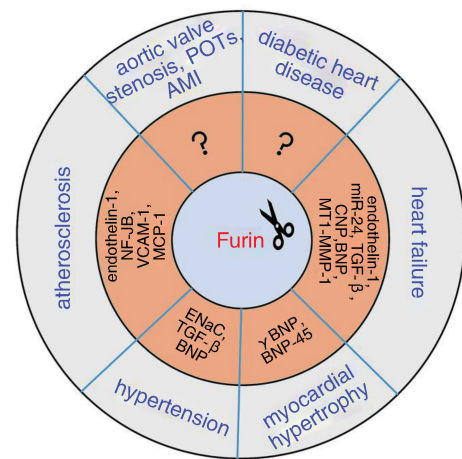 aortic valve
stenosis, POTs,
AMI
diabetic heart
disease
?
?
atherosclerosis
endothelin-1,
NF-JB,
VCAM-1,
MCP-1
Furin
endothelin-1,
miR-24, TGF-β,
CNP, BNP,
MT1-MMP-1
heart failure
ENaC,
TGF-β
BNP
γ BNP,
BNP-45
hypertension
myocardial
hypertrophy